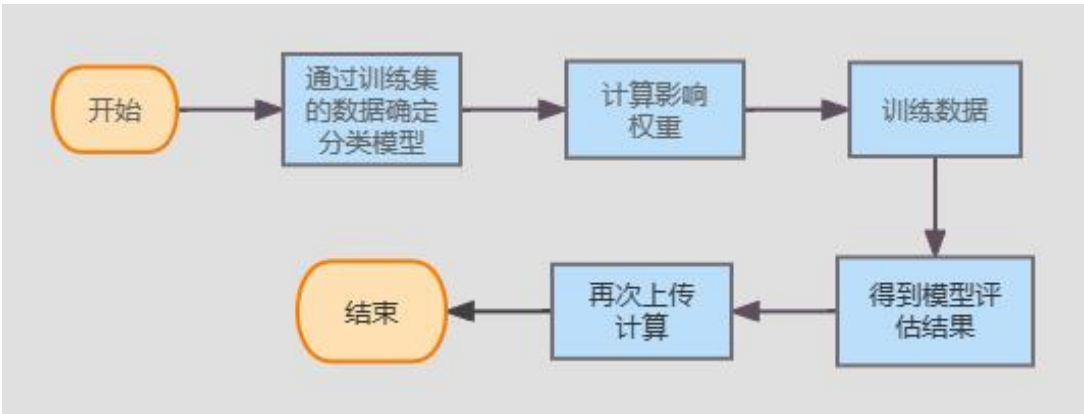 开始
通过训练集
的数据确定
分类模型
计算影响
权重
训练数据
得到模型评
估结果
再次上传
计算
结束